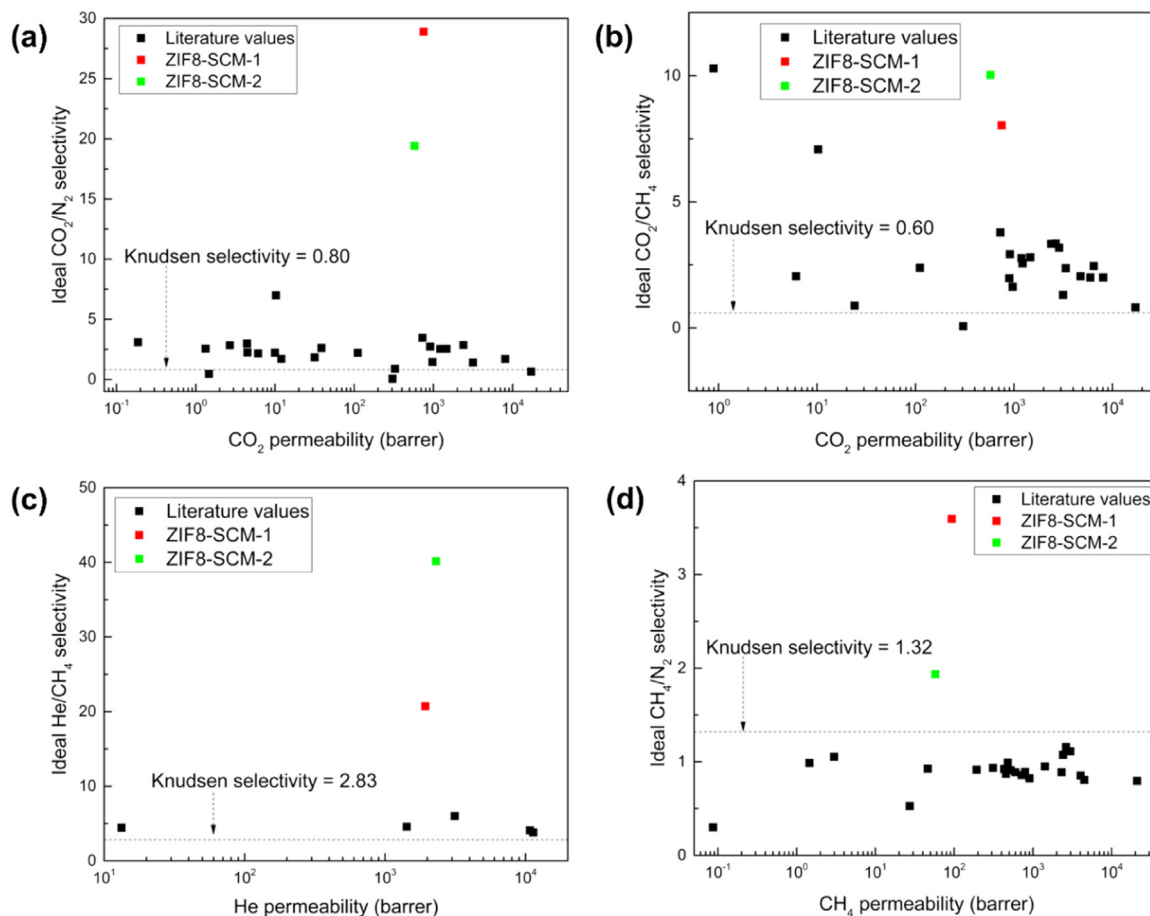 (a)
30
25
20
15
10
5
0
Ideal CO₂/N₂ selectivity
Literature values
ZIF8-SCM-1
ZIF8-SCM-2
Knudsen selectivity = 0.80
10⁻¹ 10⁰ 10¹ 10² 10³ 10⁴
CO₂ permeability (barrer)
(b)
10
5
0
Ideal CO₂/CH₄ selectivity
Literature values
ZIF8-SCM-1
ZIF8-SCM-2
Knudsen selectivity = 0.60
10⁰ 10¹ 10² 10³ 10⁴
CO₂ permeability (barrer)
(c)
50
40
30
20
10
0
Ideal He/CH₄ selectivity
Literature values
ZIF8-SCM-1
ZIF8-SCM-2
Knudsen selectivity = 2.83
10¹ 10² 10³ 10⁴
He permeability (barrer)
(d)
4
3
2
1
0
Ideal CH₄/N₂ selectivity
Literature values
ZIF8-SCM-1
ZIF8-SCM-2
Knudsen selectivity = 1.32
10⁻¹ 10⁰ 10¹ 10² 10³ 10⁴
CH₄ permeability (barrer)